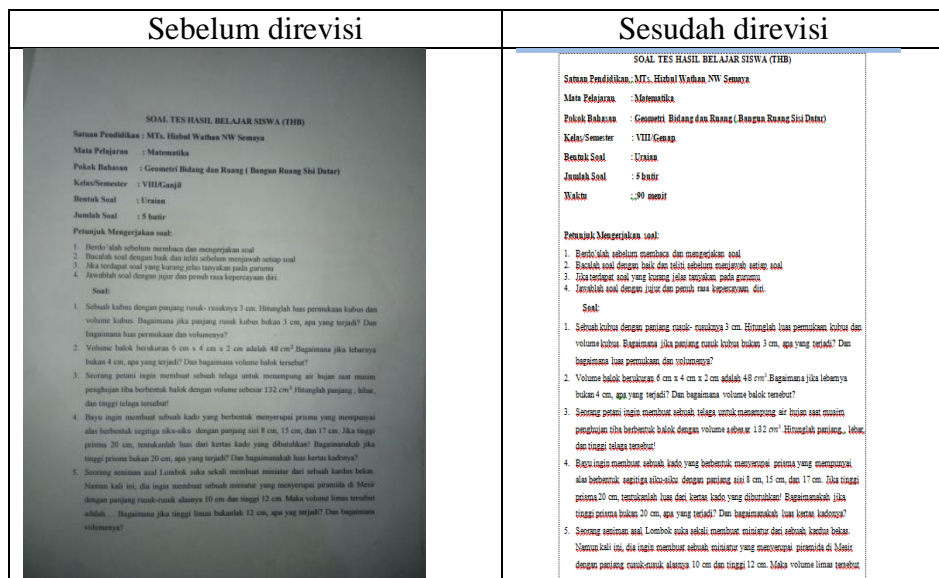 Sebelum direvisi
Sesudah direvisi
SOAL TES HASIL BELAJAR SISWA (THB)
Satuan Pendidikan : MTs. Hizbul Wathan NW Semaya
Mata Pelajaran : Matematika
Pokok Bahasan : Geometri Bidang dan Ruang ( Bangun Ruang Sisi Datar)
Kelas/Semester : VIII/Ganjil
Bentuk Soal : Uraian
Jumlah Soal : 5 butir
Petunjuk Mengerjakan soal:
1. Berdo'alah sebelum membaca dan mengerjakan soal
2. Bacalah soal dengan baik dan teliti sebelum menjawab setiap soal
3. Jika terdapat soal yang kurang jelas tanyakan pada gurumu
4. Jawablah soal dengan jujur dan penuh rasa kepercayaan diri.
Soal:
1. Sebuah kubus dengan panjang rusuk- rusuknya 3 cm. Hitunglah luas permukaan kubus dan
volume kubus. Bagaimana jika panjang rusuk kubus bukan 3 cm, apa yang terjadi? Dan
bagaimana luas permukaan dan volumenya?
2. Volume balok berukuran 6 cm x 4 cm x 2 cm adalah 48 cm³.Bagaimana jika lebarnya
bukan 4 cm, apa yang terjadi? Dan bagaimana volume balok tersebut?
3. Seorang petani ingin membuat sebuah telaga untuk menampung air hujan saat musim
penghujan tiba berbentuk balok dengan volume sebesar 132 cm³.Hitunglah panjang , lebar,
dan tinggi telaga tersebut!
4. Bayu ingin membuat sebuah kado yang berbentuk menyerupai prisma yang mempunyai
alas berbentuk segitiga siku-siku dengan panjang sisi 8 cm, 15 cm, dan 17 cm. Jika tinggi
prisma 20 cm, tentukanlah luas dari kertas kado yang dibutuhkan! Bagaimanakah jika
tinggi prisma bukan 20 cm, apa yang terjadi? Dan bagaimanakah luas kertas kadonya?
5. Seorang seniman asal Lombok suka sekali membuat miniatur dari sebuah kardus bekas.
Namun kali ini, dia ingin membuat sebuah miniatur yang menyerupai piramida di Mesir
dengan panjang rusuk-rusuk alasnya 10 cm dan tinggi 12 cm. Maka volume limas tersebut
adalah.... Bagaimana jika tinggi limas bukanlah 12 cm, apa yag terjadi? Dan bagaimana
volumenya?
SOAL TES HASIL BELAJAR SISWA (THB)
Satuan Pendidikan : MTs. Hizbul Wathan NW Semaya
Mata Pelajaran : Matematika
Pokok Bahasan : Geometri Bidang dan Ruang ( Bangun Ruang Sisi Datar)
Kelas/Semester : VIII/Genap
Bentuk Soal : Uraian
Jumlah Soal : 5 butir
Waktu : ;90 menit
Petunjuk Mengerjakan soal:
1. Berdo'alah sebelum membaca dan mengerjakan soal
2. Bacalah soal dengan baik dan teliti sebelum menjawab setiap soal
3. Jika terdapat soal yang kurang jelas tanyakan pada gurumu
4. Jawablah soal dengan jujur dan penuh rasa kepercayaan diri.
Soal:
1. Sebuah kubus dengan panjang rusuk- rusuknya 3 cm. Hitunglah luas permukaan kubus dan
volume kubus. Bagaimana jika panjang rusuk kubus bukan 3 cm, apa yang terjadi? Dan
bagaimana luas permukaan dan volumenya?
2. Volume balok berukuran 6 cm x 4 cm x 2 cm adalah 48 cm³.Bagaimana jika lebarnya
bukan 4 cm, apa yang terjadi? Dan bagaimana volume balok tersebut?
3. Seorang petani ingin membuat sebuah telaga untuk menampung air hujan saat musim
penghujan tiba berbentuk balok dengan volume sebesar 132 cm³.Hitunglah panjang , lebar,
dan tinggi telaga tersebut!
4. Bayu ingin membuat sebuah kado yang berbentuk menyerupai prisma yang mempunyai
alas berbentuk segitiga siku-siku dengan panjang sisi 8 cm, 15 cm, dan 17 cm. Jika tinggi
prisma 20 cm, tentukanlah luas dari kertas kado yang dibutuhkan! Bagaimanakah jika
tinggi prisma bukan 20 cm, apa yang terjadi? Dan bagaimanakah luas kertas kadonya?
5. Seorang seniman asal Lombok suka sekali membuat miniatur dari sebuah kardus bekas.
Namun kali ini, dia ingin membuat sebuah miniatur yang menyerupai piramida di Mesir
dengan panjang rusuk-rusuk alasnya 10 cm dan tinggi 12 cm. Maka volume limas tersebut